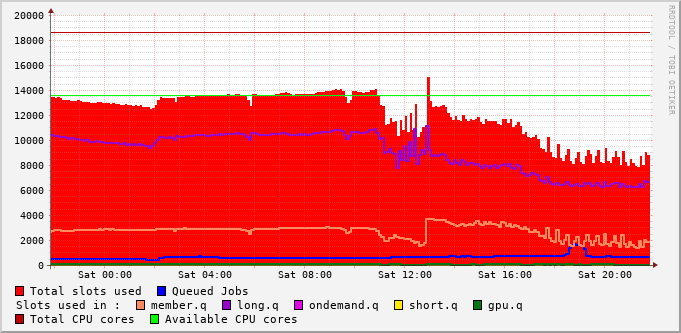 20000
18000
16000
14000
12000
10000
8000
6000
4000
2000
0
Sat 00:00 Sat 04:00 Sat 08:00 Sat 12:00 Sat 16:00 Sat 20:00
RRDTOOL / TOBI OETIKER
Total slots used Queued Jobs
Slots used in : member.q long.q ondemand.q short.q gpu.q
Total CPU cores Available CPU cores